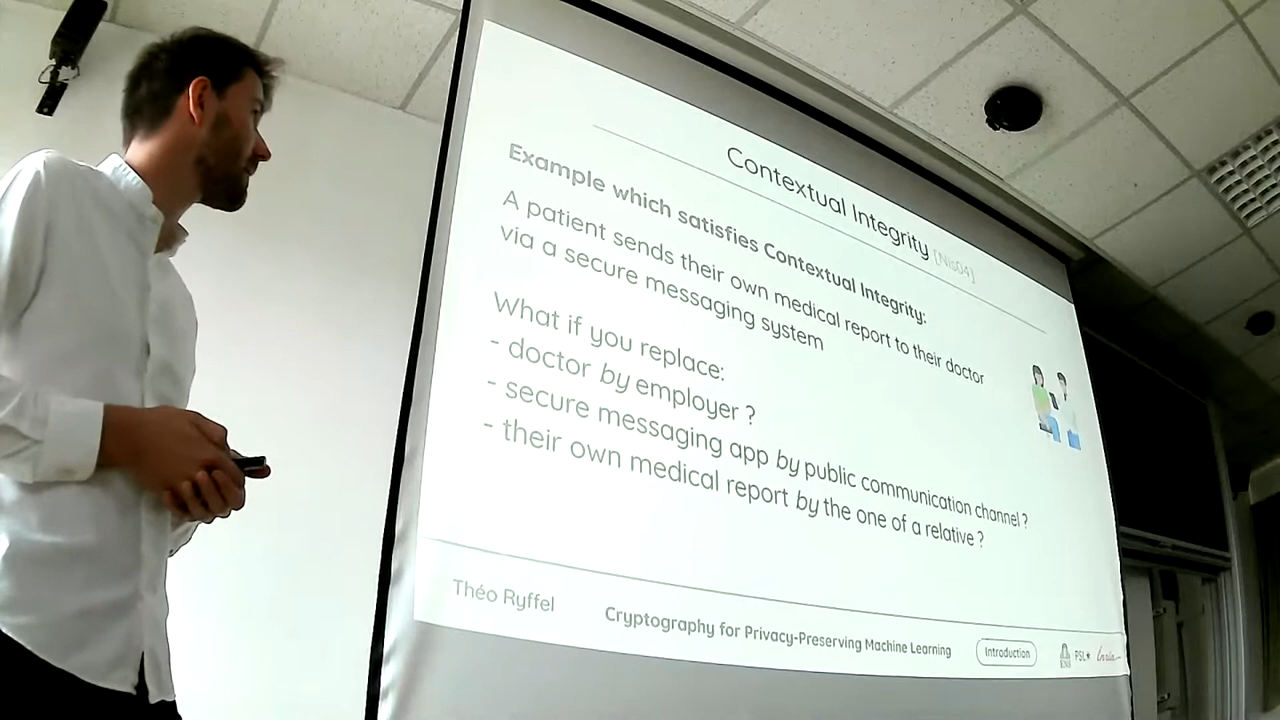 Contextual Integrity [Nis04]
Example which satisfies Contextual Integrity:
A patient sends their own medical report to their doctor
via a secure messaging system
What if you replace:
- doctor by employer ?
- secure messaging app by public communication channel ?
- their own medical report by the one of a relative ?
Théo Ryffel
Cryptography for Privacy-Preserving Machine Learning
Introduction
PSL
Inria